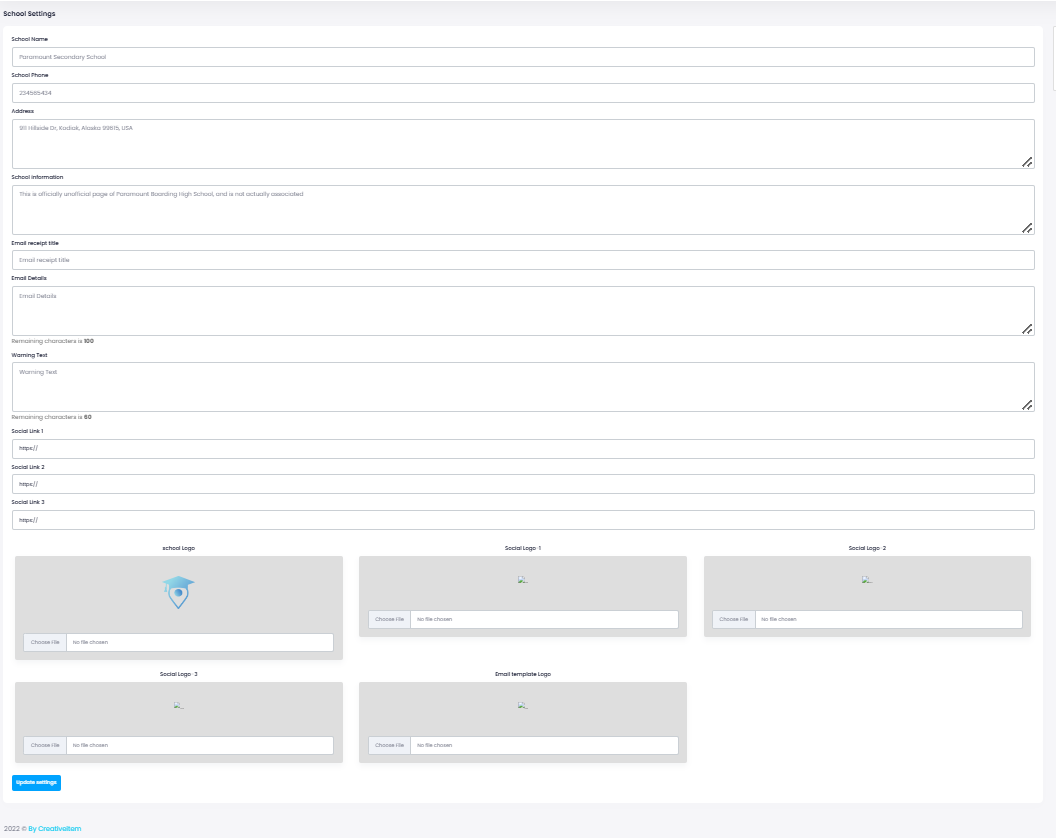 School Settings
School Name
Paramount Secondary School
School Phone
234565434
Address
911 Hillside Dr, Kodiak, Alaska 99615, USA
School information
This is officially unofficial page of Paramount Boarding High School, and is not actually associated
Email receipt title
Email receipt title
Email Details
Email Details
Remaining characters is 100
Warning Text
Warning Text
Remaining characters is 60
Social Link 1
https://
Social Link 2
https://
Social Link 3
https://
school Logo
Social Logo -1
Social Logo -2
Choose File No file chosen
Choose File No file chosen
Choose File No file chosen
Social Logo -3
Email template Logo
Choose File No file chosen
Choose File No file chosen
Update settings
2022 © By Creativeitem